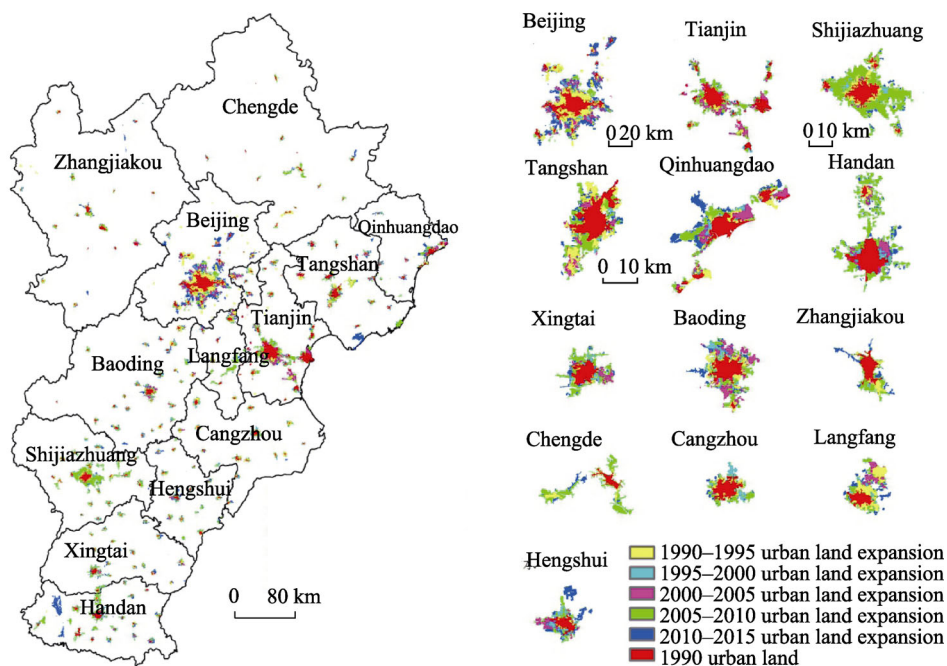 Chengde
Zhangjiakou
Beijing
Qinhuangdao
Tangshan
Tianjin
Langfang
Baoding
Cangzhou
Shijiazhuang
Hengshui
Xingtai
Handan
0 80 km
Beijing
Tianjin
Shijiazhuang
0 20 km
0 10 km
Tangshan
Qinhuangdao
Handan
0 10 km
Xingtai
Baoding
Zhangjiakou
Chengde
Cangzhou
Langfang
Hengshui
1990–1995 urban land expansion
1995–2000 urban land expansion
2000–2005 urban land expansion
2005–2010 urban land expansion
2010–2015 urban land expansion
1990 urban land